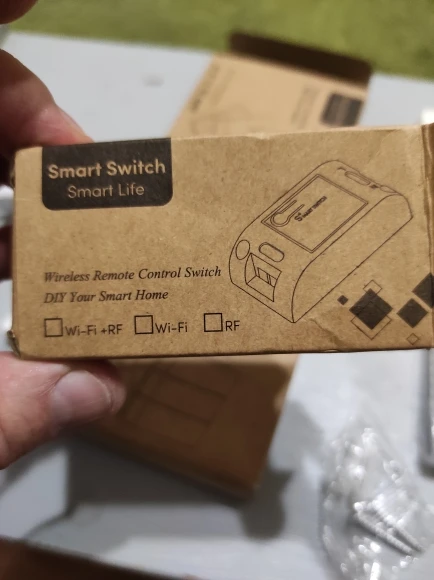 Smart Switch
Smart Life
Wireless Remote Control Switch
DIY Your Smart Home
Wi-Fi +RF Wi-Fi RF